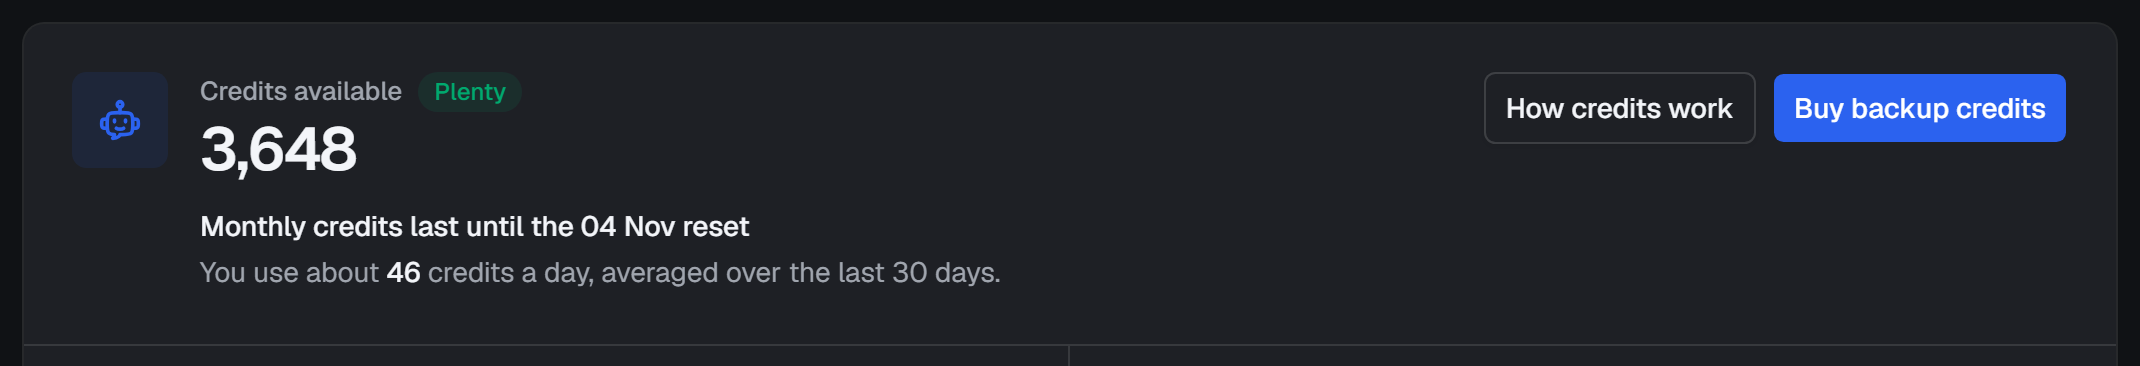 Credits available Plenty
3,648
How credits work
Buy backup credits
Monthly credits last until the 04 Nov reset
You use about 46 credits a day, averaged over the last 30 days.